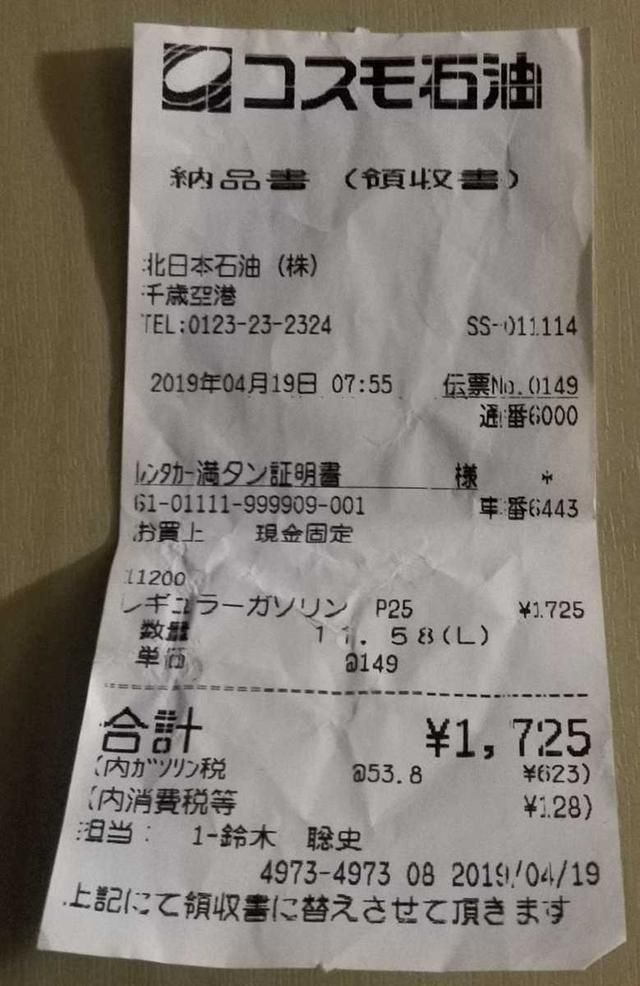 コスモ石油
納品書 (領収書)
北日本石油 (株)
千歳空港
TEL:0123-23-2324 SS-011114
2019年04月19日 07:55 伝票No.0149
通番6000
レンタカー満タン証明書 様 *
61-01111-999909-001 車番6443
お買上 現金固定
11200
レギュラーガソリン P25 ¥1725
数量 11.58(L)
単価 @149
合計 ¥1,725
(内ガソリン税 @53.8 ¥623)
(内消費税等 ¥128)
担当: 1-鈴木 聡史
4973-4973 08 2019/04/19
上記にて領収書に替えさせて頂きます